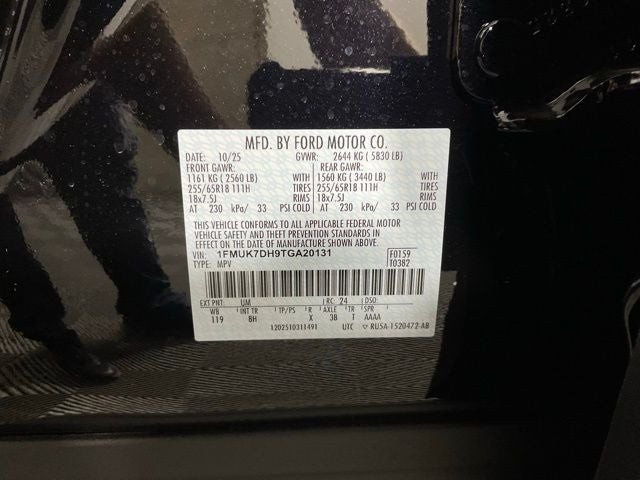 MFD. BY FORD MOTOR CO.
DATE: 10/25 GVWR: 2644 KG ( 5830 LB)
FRONT GAWR: REAR GAWR:
1161 KG ( 2560 LB) WITH 1560 KG ( 3440 LB) WITH
255/65R18 111H TIRES 255/65R18 111H TIRES
18x7.5J RIMS 18x7.5J RIMS
AT 230 kPa/ 33 PSI COLD AT 230 kPa/ 33 PSI COLD
THIS VEHICLE CONFORMS TO ALL APPLICABLE FEDERAL MOTOR
VEHICLE SAFETY AND THEFT PREVENTION STANDARDS IN
EFFECT ON THE DATE OF MANUFACTURE SHOWN ABOVE.
VIN: 1FMUK7DH9TGA20131 F0159
TYPE: MPV T0382
EXT PNT: UM RC: 24 DSO:
WB INT TR TP/PS R AXLE TR SPR
119 8H X 38 T AAAA
1202510311491 UTC ▽ RU5A-1520472-AB